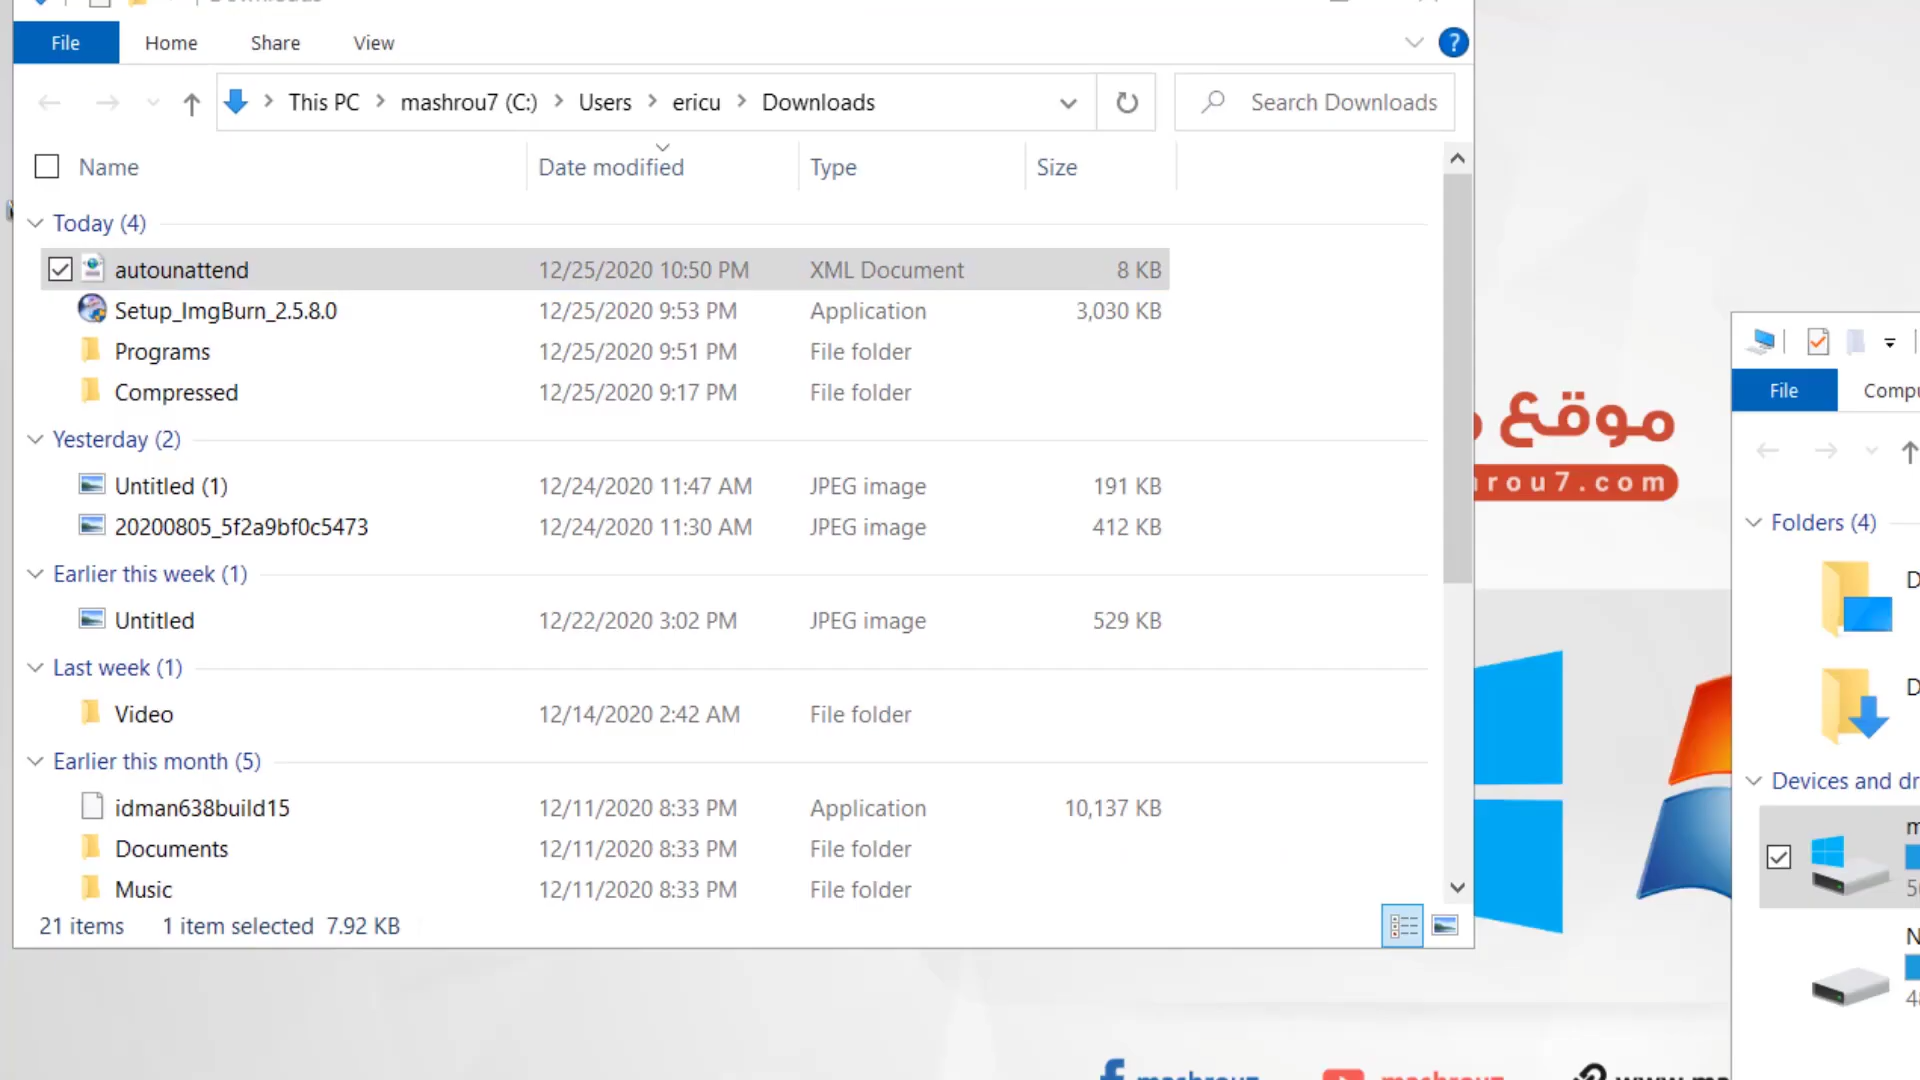 File Home Share View
This PC mashrou7 (C:) Users ericu Downloads
Search Downloads
Name Date modified Type Size
Today (4)
autounattend 12/25/2020 10:50 PM XML Document 8 KB
Setup_ImgBurn_2.5.8.0 12/25/2020 9:53 PM Application 3,030 KB
Programs 12/25/2020 9:51 PM File folder
Compressed 12/25/2020 9:17 PM File folder
Yesterday (2)
Untitled (1) 12/24/2020 11:47 AM JPEG image 191 KB
20200805_5f2a9bf0c5473 12/24/2020 11:30 AM JPEG image 412 KB
Earlier this week (1)
Untitled 12/22/2020 3:02 PM JPEG image 529 KB
Last week (1)
Video 12/14/2020 2:42 AM File folder
Earlier this month (5)
idman638build15 12/11/2020 8:33 PM Application 10,137 KB
Documents 12/11/2020 8:33 PM File folder
Music 12/11/2020 8:33 PM File folder
21 items 1 item selected 7.92 KB
موقع
rou7.com
File Compu
Folders (4)
Devices and dr